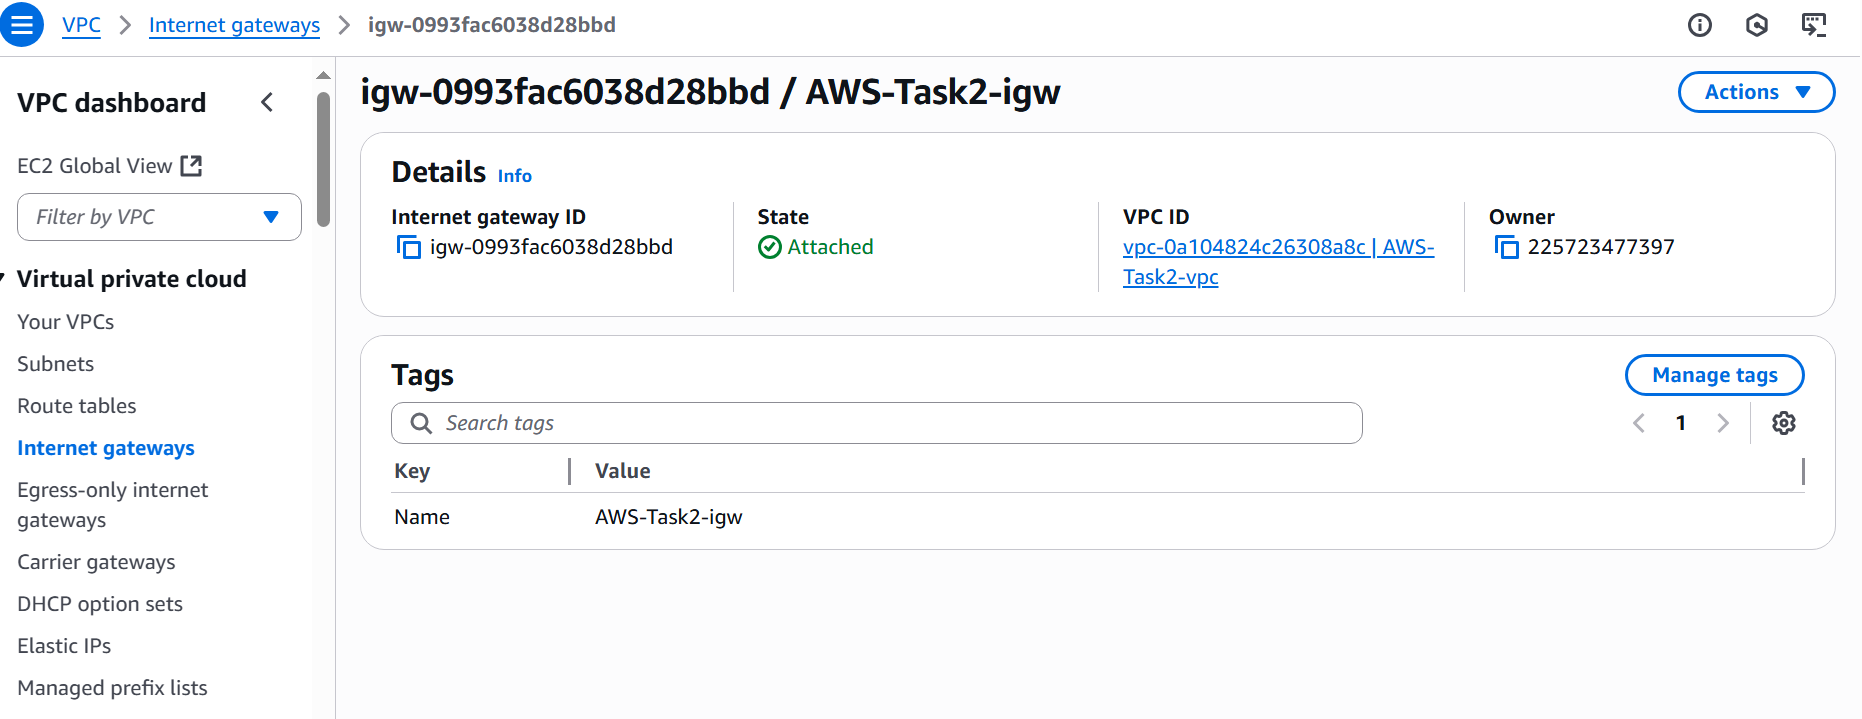 VPC > Internet gateways > igw-0993fac6038d28bbd
VPC dashboard
EC2 Global View
Filter by VPC
Virtual private cloud
Your VPCs
Subnets
Route tables
Internet gateways
Egress-only internet
gateways
Carrier gateways
DHCP option sets
Elastic IPs
Managed prefix lists
igw-0993fac6038d28bbd / AWS-Task2-igw
Actions
Details Info
Internet gateway ID
igw-0993fac6038d28bbd
State
Attached
VPC ID
vpc-0a104824c26308a8c | AWS-
Task2-vpc
Owner
225723477397
Tags
Manage tags
Search tags
1
Key Value
Name AWS-Task2-igw